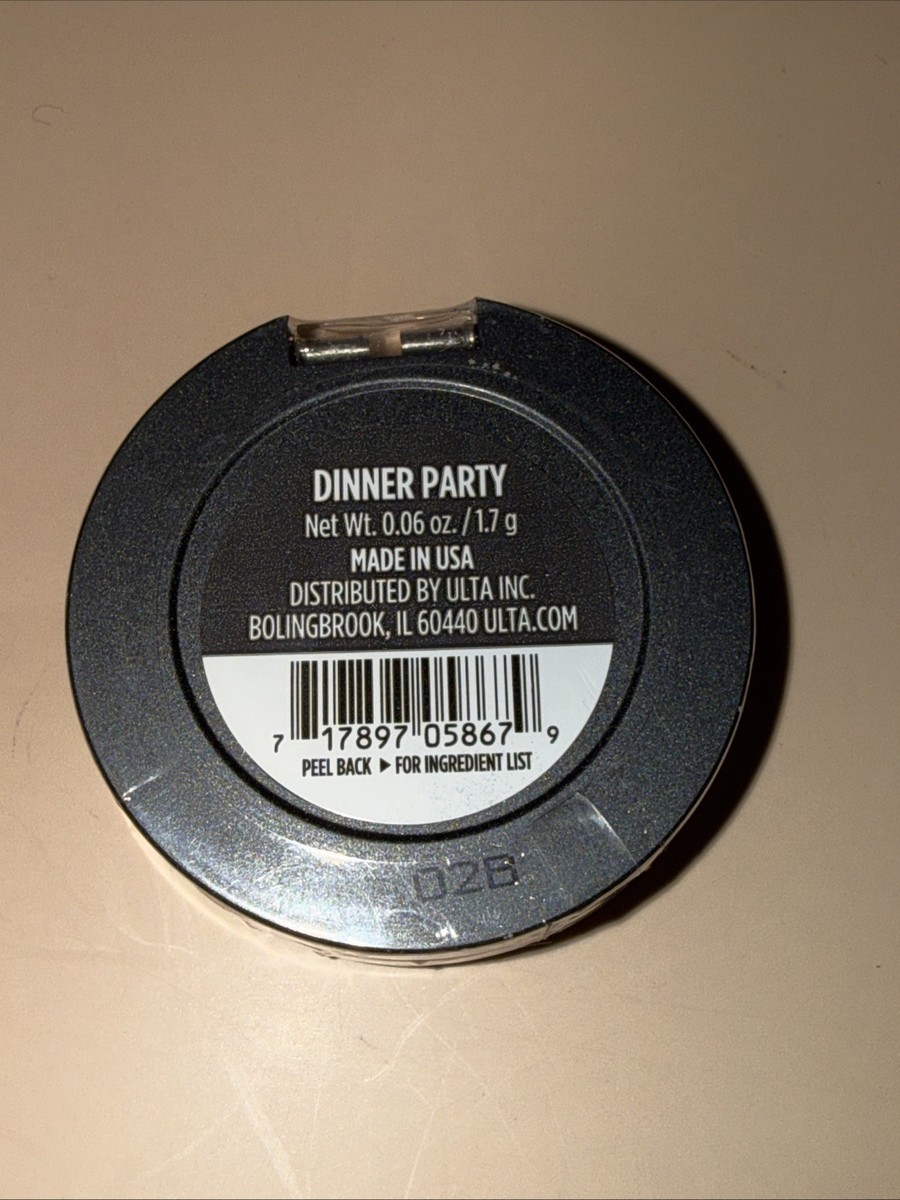 DINNER PARTY
Net Wt. 0.06 oz. / 1.7 g
MADE IN USA
DISTRIBUTED BY ULTA INC.
BOLINGBROOK, IL 60440 ULTA.COM
7 17897 05867 9
PEEL BACK ▶ FOR INGREDIENT LIST
026